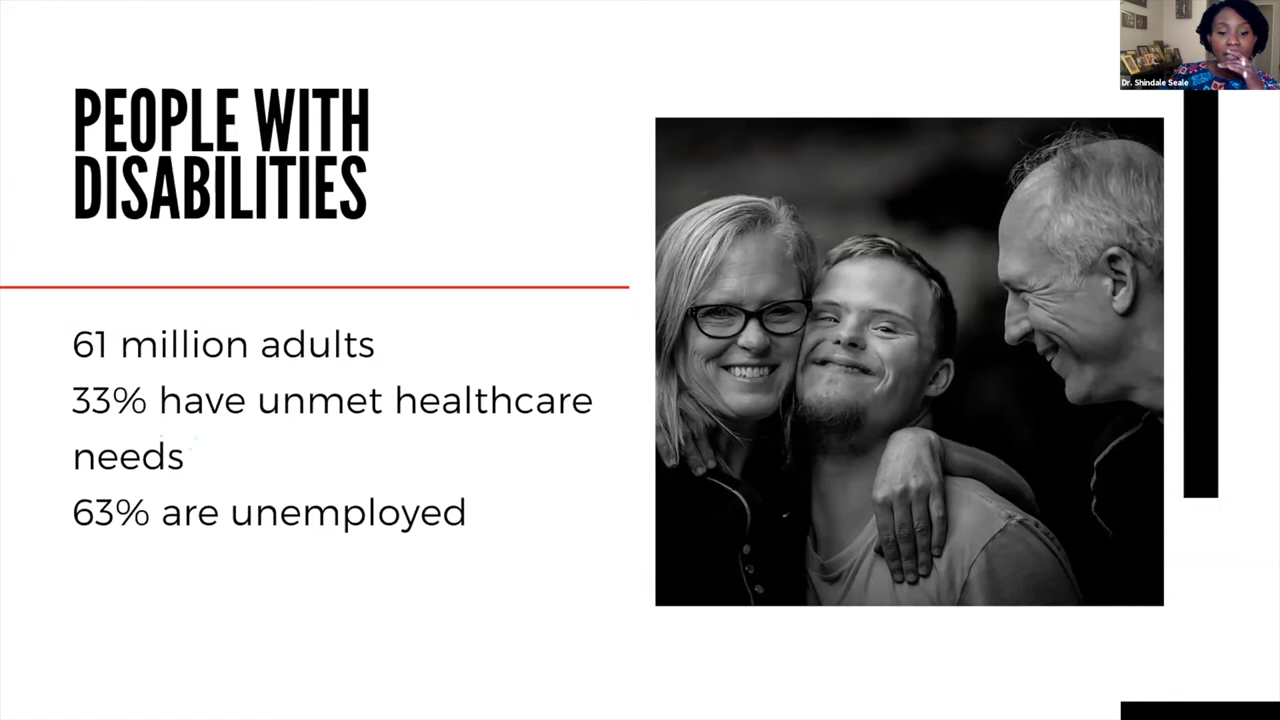 Dr. Shindale Seale
PEOPLE WITH
DISABILITIES
61 million adults
33% have unmet healthcare
needs
63% are unemployed